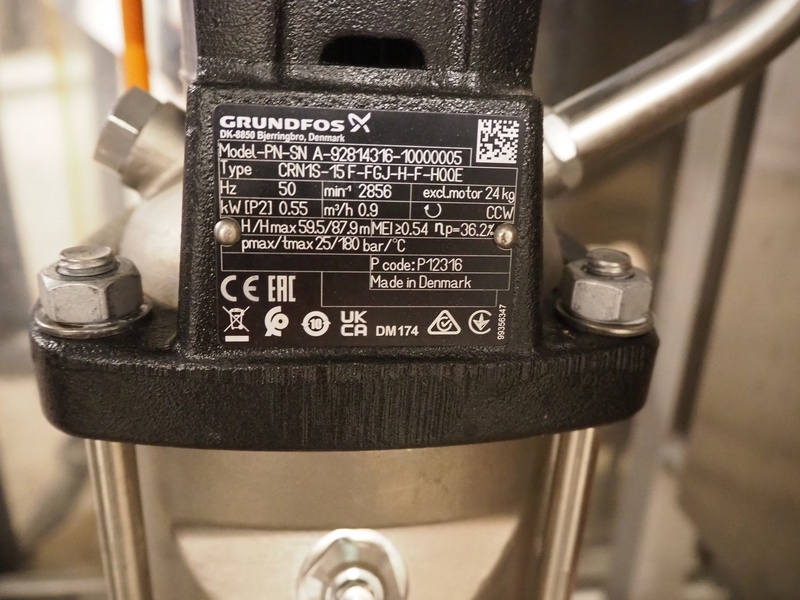 GRUNDFOS
DK-8850 Bjerringbro, Denmark
Model-PN-SN A-92814316-10000005
Type CRN1S-15 F-FGJ-H-F-HQQE
Hz 50 min⁻¹ 2856 excl.motor 24 kg
kW [P2] 0.55 m³/h 0.9 CCW
H/Hmax 59.5/87.9 m MEI≥0.54 ηp=36.2%
pmax/tmax 25/180 bar/°C
P code: P12316
Made in Denmark
CE EAC
10 UK CA DM174
99356347